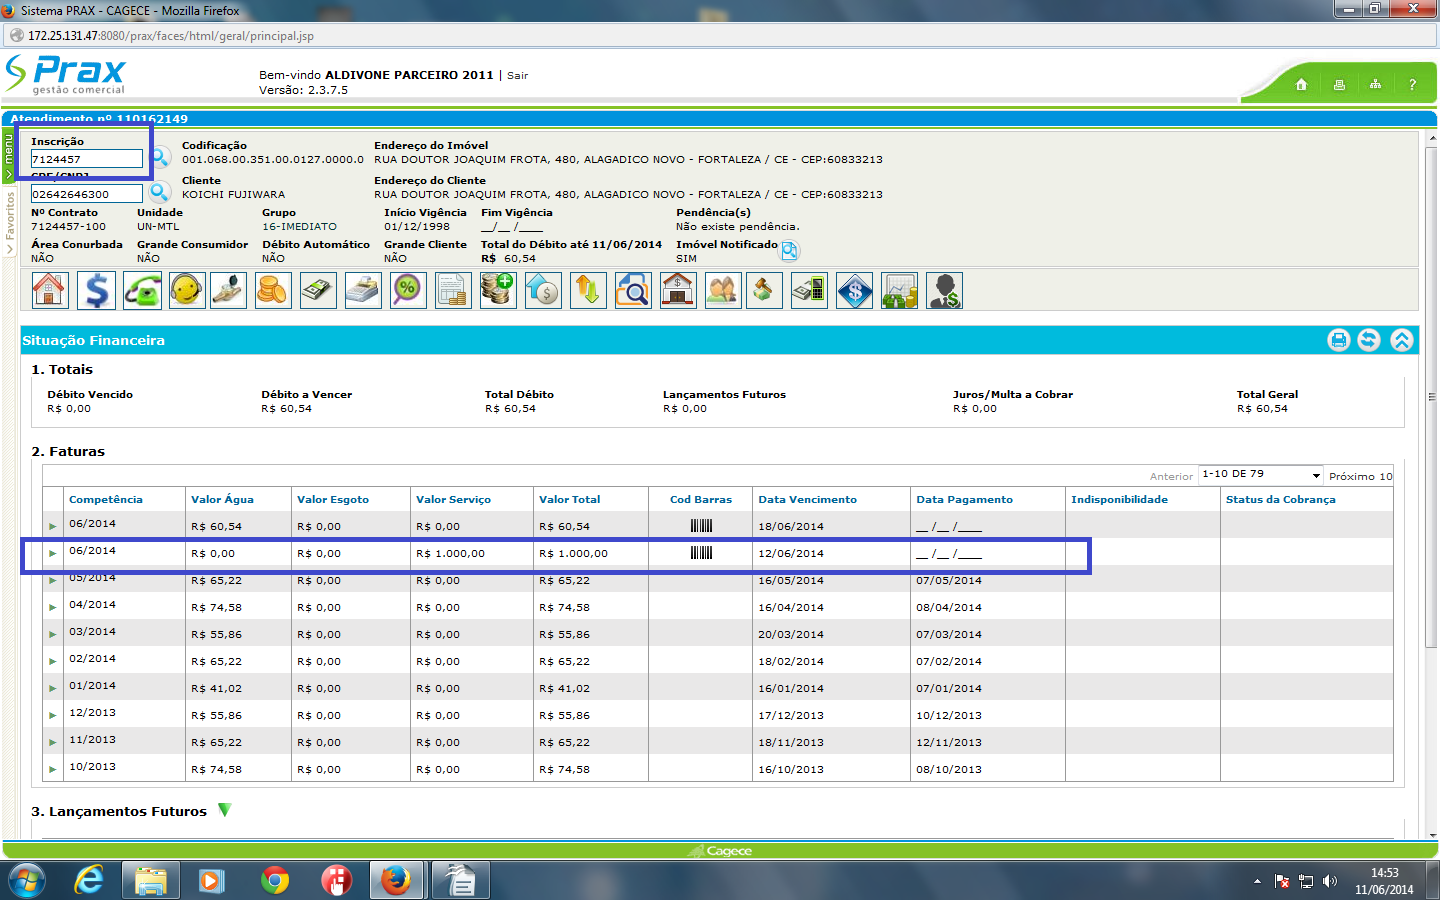 Sistema PRAX - CAGECE - Mozilla Firefox
172.25.131.47:8080/prax/faces/html/geral/principal.jsp
Prax
gestão comercial
Bem-vindo ALDIVONE PARCEIRO 2011 | Sair
Versão: 2.3.7.5
?
Atendimento nº 110162149
menu
Favoritos
Inscrição Codificação Endereço do Imóvel
7124457 001.068.00.351.00.0127.0000.0 RUA DOUTOR JOAQUIM FROTA, 480, ALAGADICO NOVO - FORTALEZA / CE - CEP:60833213
CPF/CNPJ Cliente Endereço do Cliente
02642646300 KOICHI FUJIWARA RUA DOUTOR JOAQUIM FROTA, 480, ALAGADICO NOVO - FORTALEZA / CE - CEP:60833213
Nº Contrato Unidade Grupo Início Vigência Fim Vigência Pendência(s)
7124457-100 UN-MTL 16-IMEDIATO 01/12/1998 __/__ /____ Não existe pendência.
Área Conurbada Grande Consumidor Débito Automático Grande Cliente Total do Débito até 11/06/2014 Imóvel Notificado
NÃO NÃO NÃO NÃO R$ 60,54 SIM
Situação Financeira
1. Totais
Débito Vencido Débito a Vencer Total Débito Lançamentos Futuros Juros/Multa a Cobrar Total Geral
R$ 0,00 R$ 60,54 R$ 60,54 R$ 0,00 R$ 0,00 R$ 60,54
2. Faturas
Anterior 1-10 DE 79 Próximo 10
Competência Valor Água Valor Esgoto Valor Serviço Valor Total Cod Barras Data Vencimento Data Pagamento Indisponibilidade Status da Cobrança
06/2014 R$ 60,54 R$ 0,00 R$ 0,00 R$ 60,54 18/06/2014 __ /__ /____
06/2014 R$ 0,00 R$ 0,00 R$ 1.000,00 R$ 1.000,00 12/06/2014 __ /__ /____
05/2014 R$ 65,22 R$ 0,00 R$ 0,00 R$ 65,22 16/05/2014 07/05/2014
04/2014 R$ 74,58 R$ 0,00 R$ 0,00 R$ 74,58 16/04/2014 08/04/2014
03/2014 R$ 55,86 R$ 0,00 R$ 0,00 R$ 55,86 20/03/2014 07/03/2014
02/2014 R$ 65,22 R$ 0,00 R$ 0,00 R$ 65,22 18/02/2014 07/02/2014
01/2014 R$ 41,02 R$ 0,00 R$ 0,00 R$ 41,02 16/01/2014 07/01/2014
12/2013 R$ 55,86 R$ 0,00 R$ 0,00 R$ 55,86 17/12/2013 10/12/2013
11/2013 R$ 65,22 R$ 0,00 R$ 0,00 R$ 65,22 18/11/2013 12/11/2013
10/2013 R$ 74,58 R$ 0,00 R$ 0,00 R$ 74,58 16/10/2013 08/10/2013
3. Lançamentos Futuros
Cagece
14:53
11/06/2014